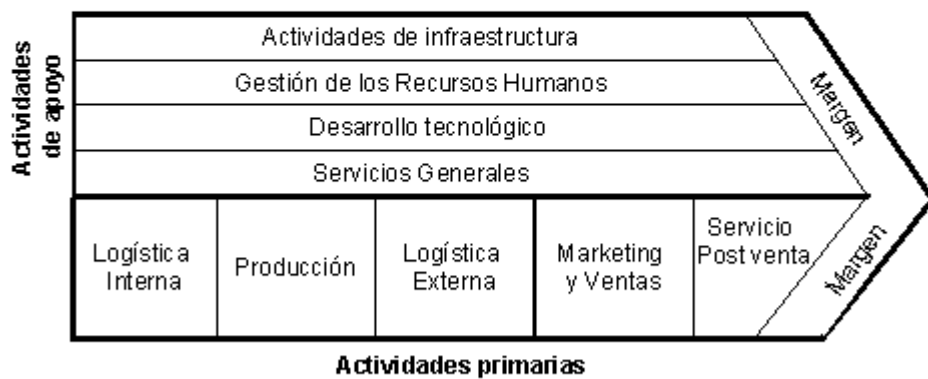 Actividades
de apoyo
Actividades de infraestructura
Gestión de los Recursos Humanos
Desarrollo tecnológico
Servicios Generales
Margen
Logística
Interna
Producción
Logística
Externa
Marketing
y Ventas
Servicio
Post venta
Margen
Actividades primarias